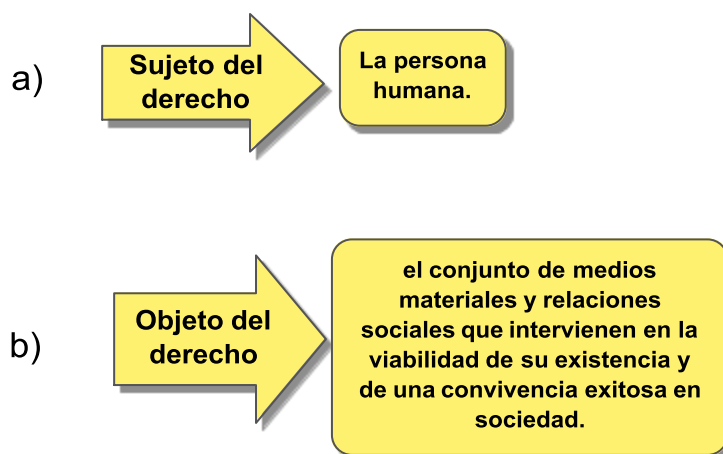 a)
Sujeto del
derecho
La persona
humana.
b)
Objeto del
derecho
el conjunto de medios
materiales y relaciones
sociales que intervienen en la
viabilidad de su existencia y
de una convivencia exitosa en
sociedad.